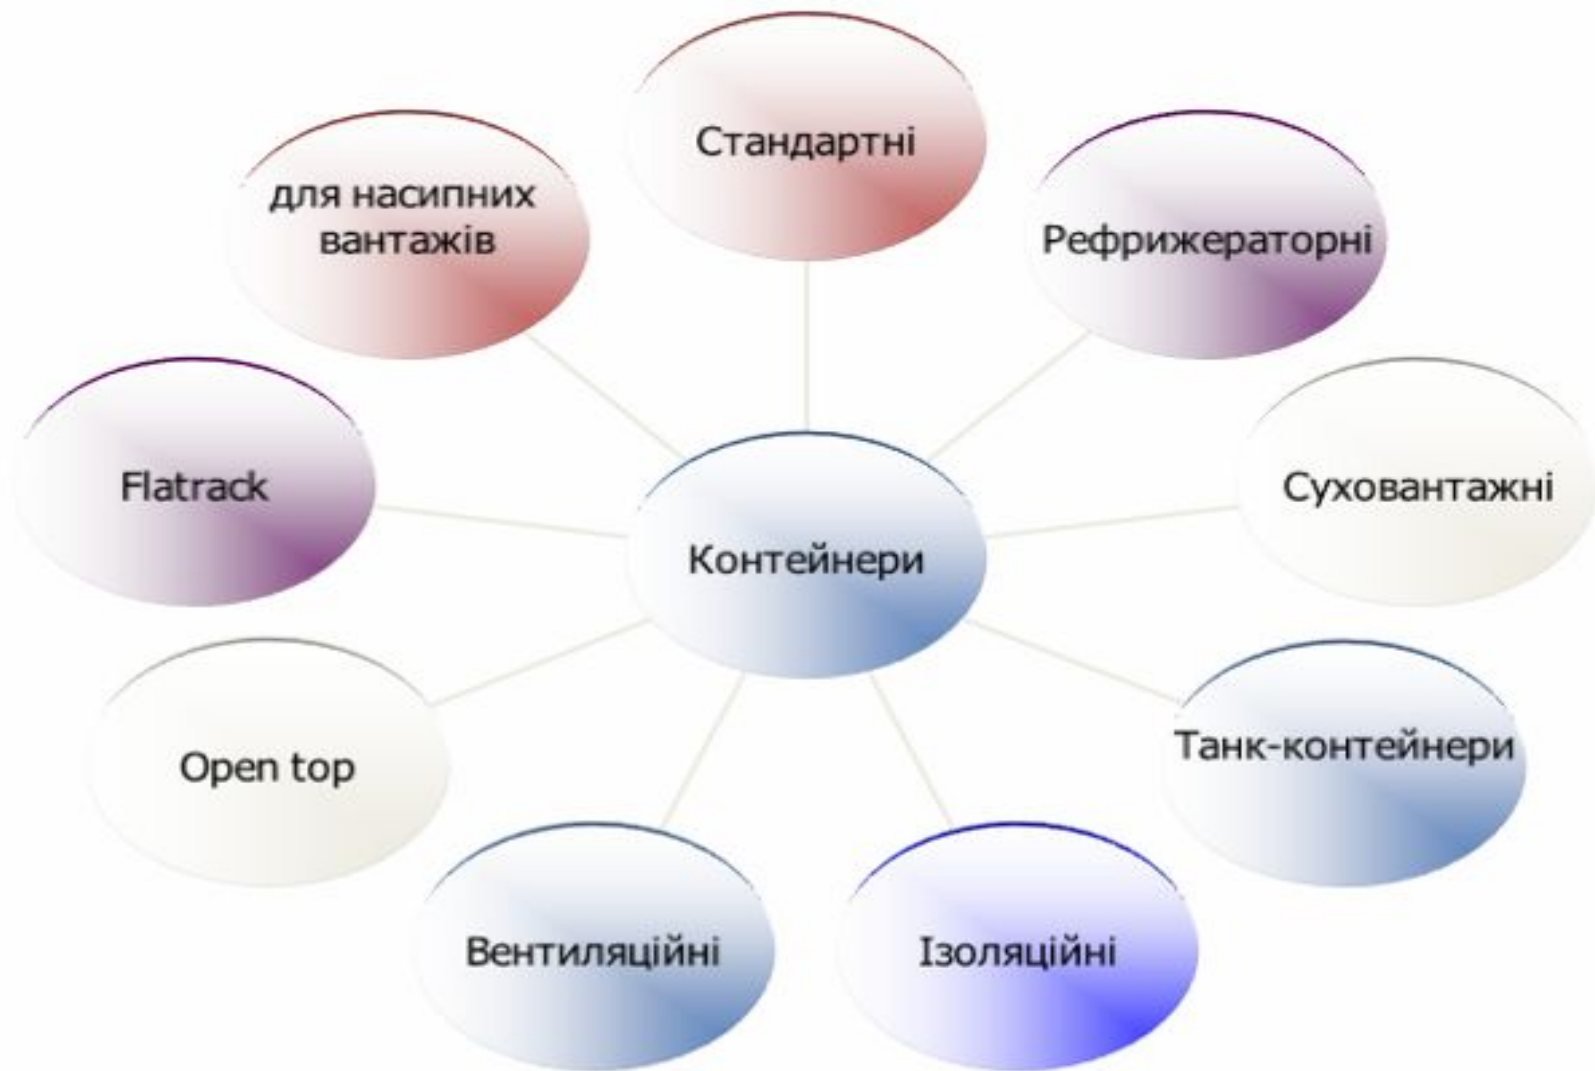 Стандартні
Рефрижераторні
Суховантажні
Танк-контейнери
Ізоляційні
Вентиляційні
Open top
Flatrack
для насипних
вантажів
Контейнери